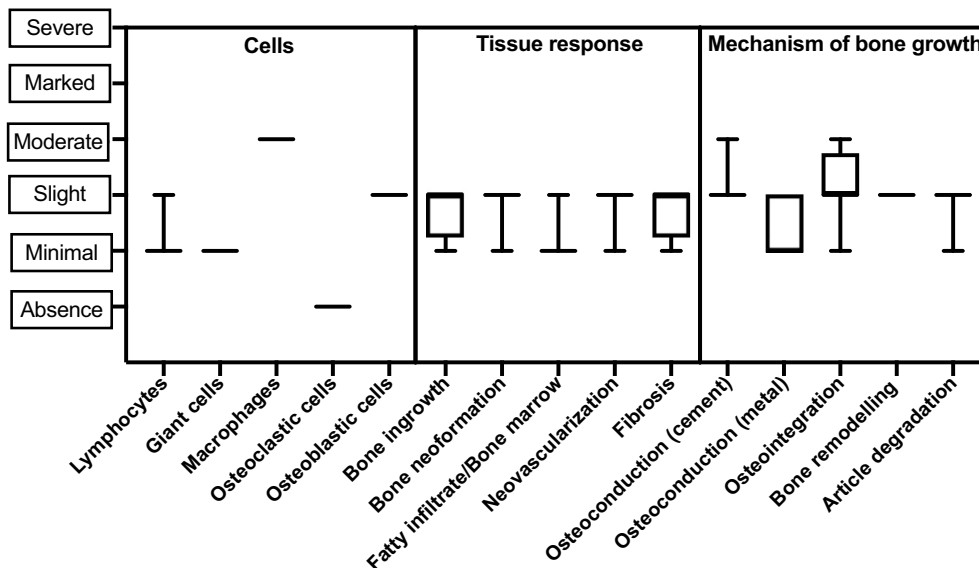 Severe
Marked
Moderate
Slight
Minimal
Absence
Cells
Tissue response
Mechanism of bone growth
Lymphocytes
Giant cells
Macrophages
Osteoclastic cells
Osteoblastic cells
Bone ingrowth
Bone neoformation
Fatty infiltrate/Bone marrow
Neovascularization
Fibrosis
Osteoconduction (cement)
Osteoconduction (metal)
Osteointegration
Bone remodelling
Article degradation